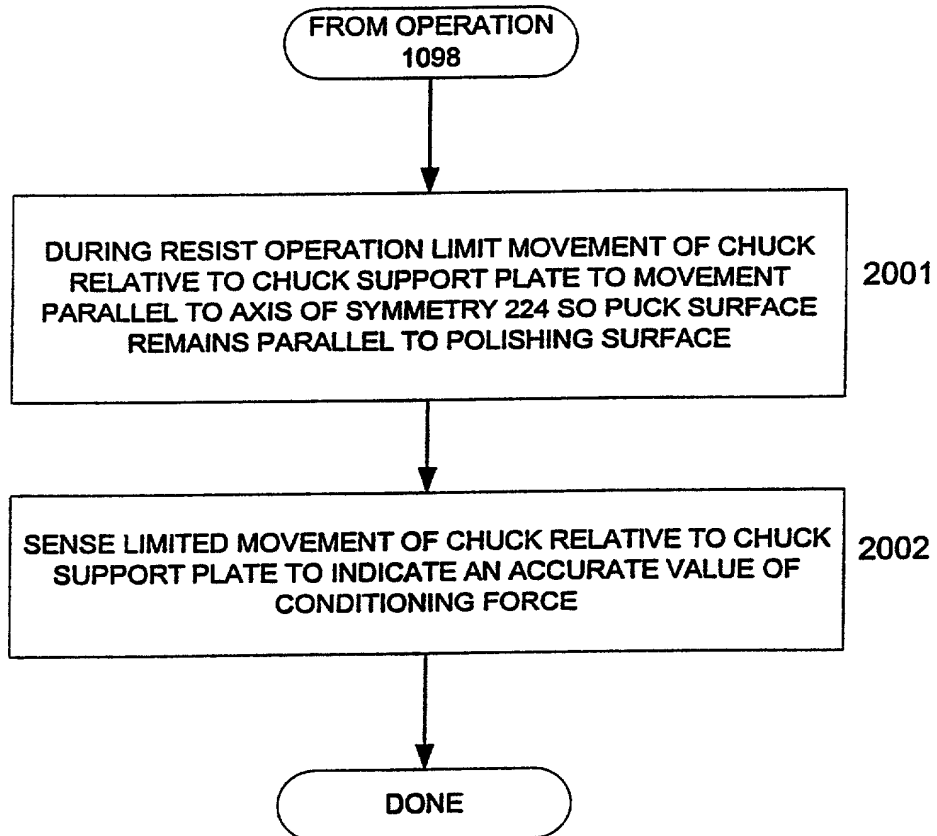 FROM OPERATION
1098
DURING RESIST OPERATION LIMIT MOVEMENT OF CHUCK
RELATIVE TO CHUCK SUPPORT PLATE TO MOVEMENT
PARALLEL TO AXIS OF SYMMETRY 224 SO PUCK SURFACE
REMAINS PARALLEL TO POLISHING SURFACE
2001
SENSE LIMITED MOVEMENT OF CHUCK RELATIVE TO CHUCK
SUPPORT PLATE TO INDICATE AN ACCURATE VALUE OF
CONDITIONING FORCE
2002
DONE